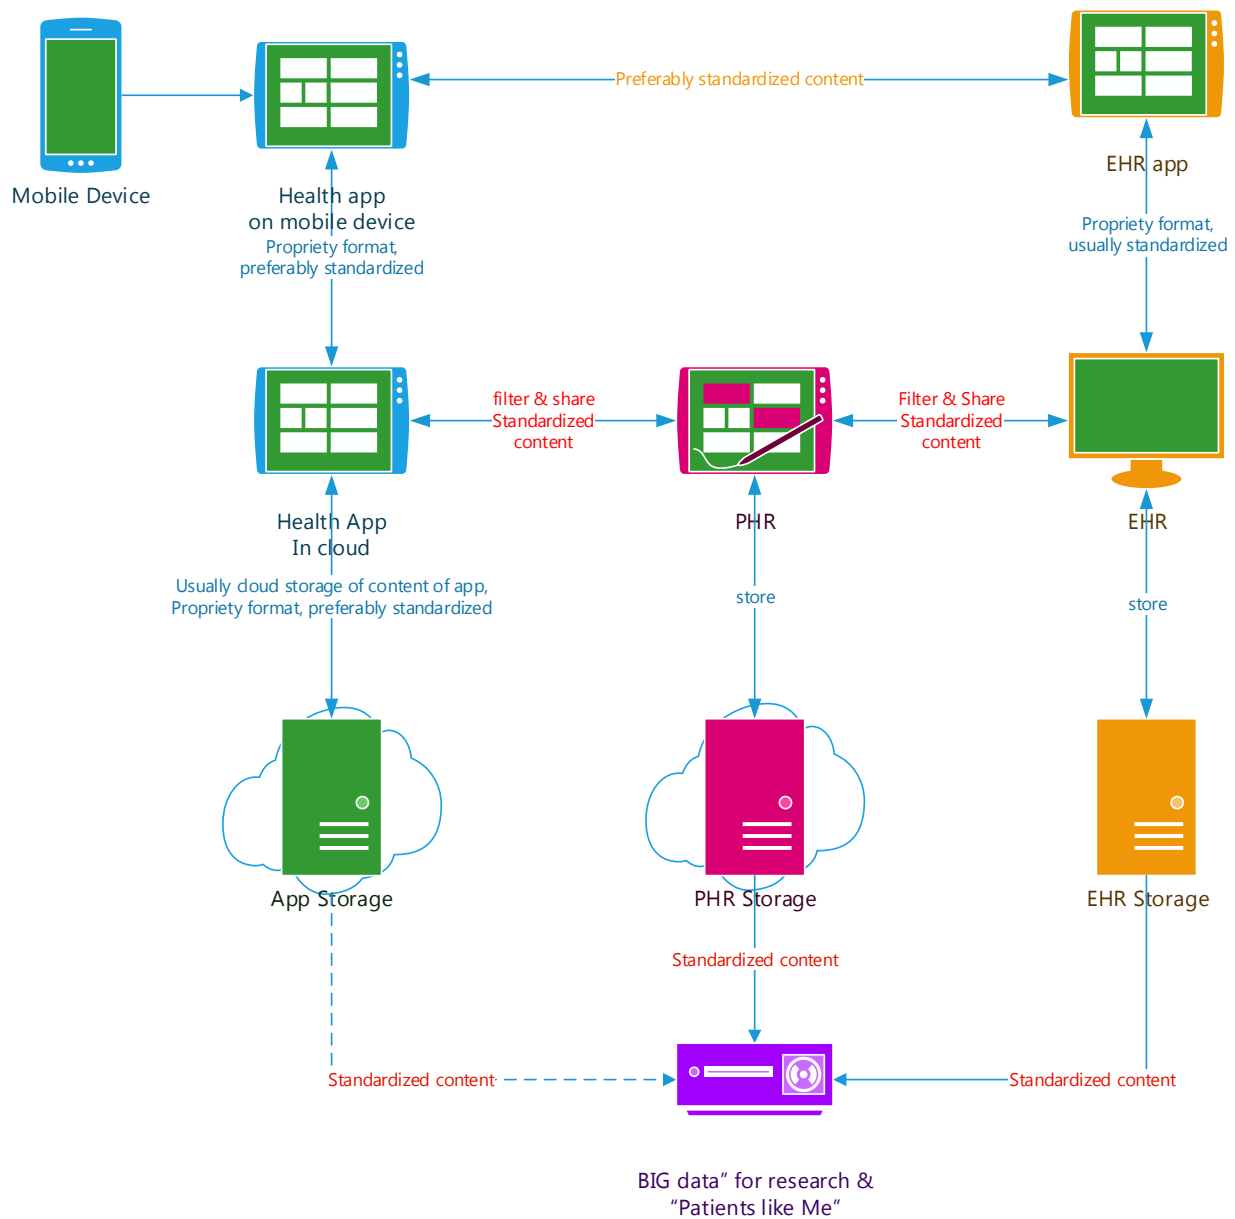 Preferably standardized content
Mobile Device
Health app
on mobile device
Propriety format,
preferably standardized
EHR app
Propriety format,
usually standardized
filter & share
Standardized
content
Filter & Share
Standardized
content
Health App
In cloud
PHR
EHR
Usually cloud storage of content of app,
Propriety format, preferably standardized
store
store
App Storage
PHR Storage
EHR Storage
Standardized content
Standardized content
Standardized content
BIG data” for research &
“Patients like Me”